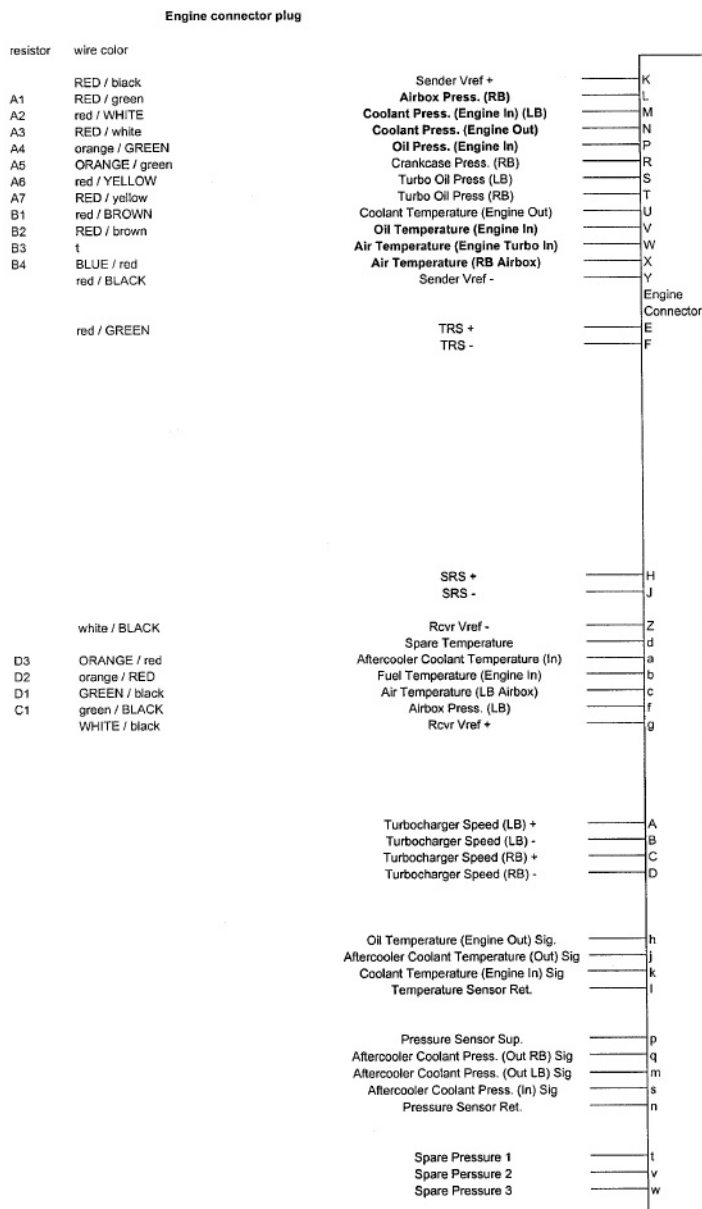 Engine connector plug
resistor wire color
RED / black Sender Vref + K
A1 RED / green Airbox Press. (RB) L
A2 red / WHITE Coolant Press. (Engine In) (LB) M
A3 RED / white Coolant Press. (Engine Out) N
A4 orange / GREEN Oil Press. (Engine In) P
A5 ORANGE / green Crankcase Press. (RB) R
A6 red / YELLOW Turbo Oil Press (LB) S
A7 RED / yellow Turbo Oil Press (RB) T
B1 red / BROWN Coolant Temperature (Engine Out) U
B2 RED / brown Oil Temperature (Engine In) V
B3 t Air Temperature (Engine Turbo In) W
B4 BLUE / red Air Temperature (RB Airbox) X
red / BLACK Sender Vref - Y
Engine
Connector
red / GREEN TRS + E
TRS - F
SRS + H
SRS - J
white / BLACK Rcvr Vref - Z
Spare Temperature d
D3 ORANGE / red Aftercooler Coolant Temperature (In) a
D2 orange / RED Fuel Temperature (Engine In) b
D1 GREEN / black Air Temperature (LB Airbox) c
C1 green / BLACK Airbox Press. (LB) f
WHITE / black Rcvr Vref + g
Turbocharger Speed (LB) + A
Turbocharger Speed (LB) - B
Turbocharger Speed (RB) + C
Turbocharger Speed (RB) - D
Oil Temperature (Engine Out) Sig. h
Aftercooler Coolant Temperature (Out) Sig j
Coolant Temperature (Engine In) Sig k
Temperature Sensor Ret. l
Pressure Sensor Sup. p
Aftercooler Coolant Press. (Out RB) Sig q
Aftercooler Coolant Press. (Out LB) Sig m
Aftercooler Coolant Press. (In) Sig s
Pressure Sensor Ret. n
Spare Pressure 1 t
Spare Perssure 2 v
Spare Pressure 3 w